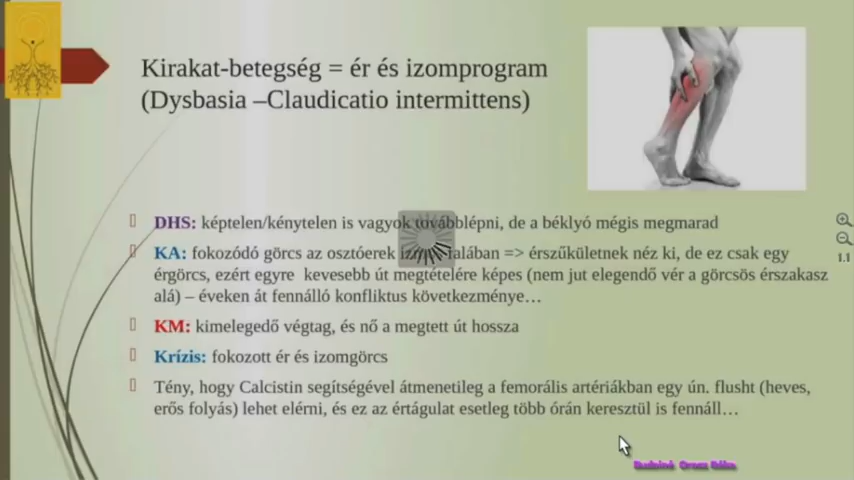 Kirakat-betegség = ér és izomprogram
(Dysbasia –Claudicatio intermittens)
DHS: képtelen/kénytelen is vagyok továbblépni, de a béklyó mégis megmarad
KA: fokozódó görcs az osztóerek falában => érszűkületnek néz ki, de ez csak egy
érgörcs, ezért egyre kevesebb út megtételére képes (nem jut elegendő vér a görcsös érszakasz
alá) – éveken át fennálló konfliktus következménye…
KM: kimelegedő végtag, és nő a megtett út hossza
Krízis: fokozott ér és izomgörcs
Tény, hogy Calcistin segítségével átmenetileg a femorális artériákban egy ún. flusht (heves,
erős folyás) lehet elérni, és ez az értágulat esetleg több órán keresztül is fennáll…
1.1